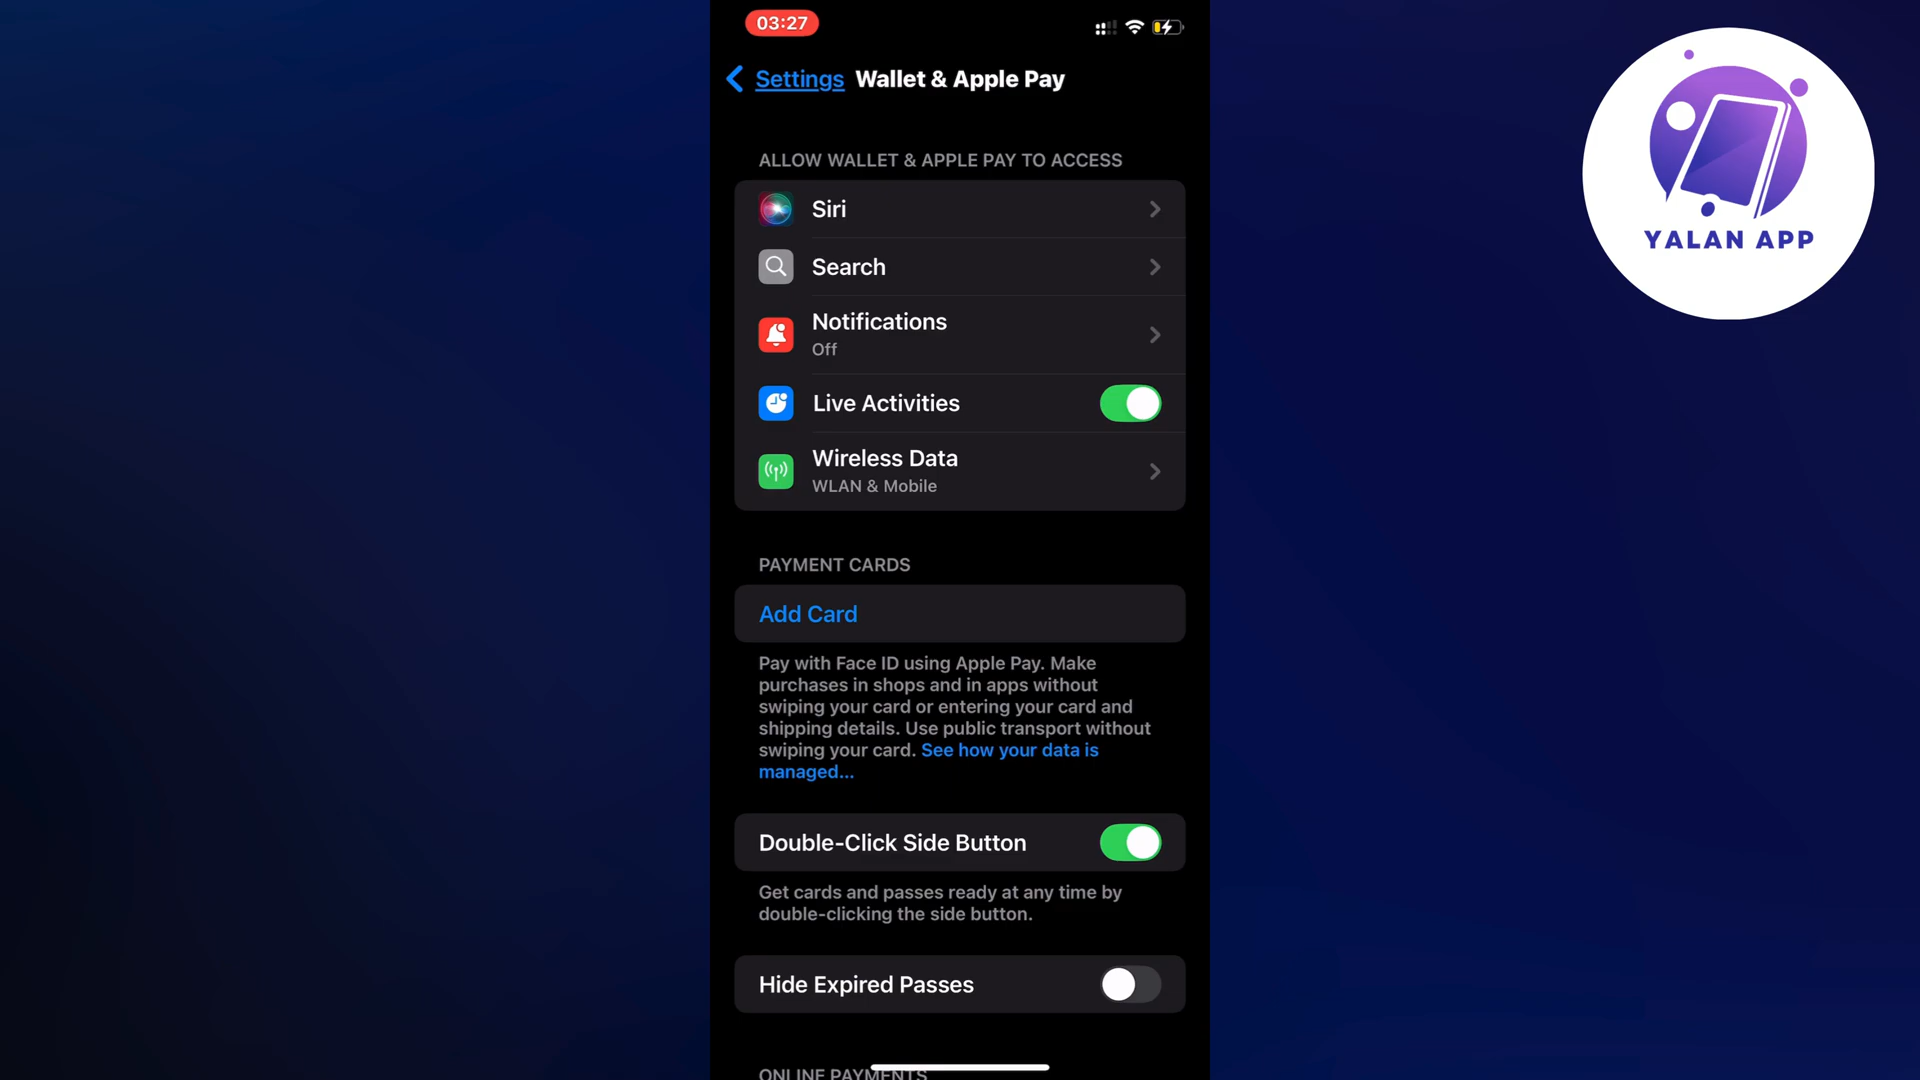 03:27
Settings Wallet & Apple Pay
YALAN APP
ALLOW WALLET & APPLE PAY TO ACCESS
Siri
Search
Notifications
Off
Live Activities
Wireless Data
WLAN & Mobile
PAYMENT CARDS
Add Card
Pay with Face ID using Apple Pay. Make
purchases in shops and in apps without
swiping your card or entering your card and
shipping details. Use public transport without
swiping your card. See how your data is
managed...
Double-Click Side Button
Get cards and passes ready at any time by
double-clicking the side button.
Hide Expired Passes
ONLINE PAYMENTS